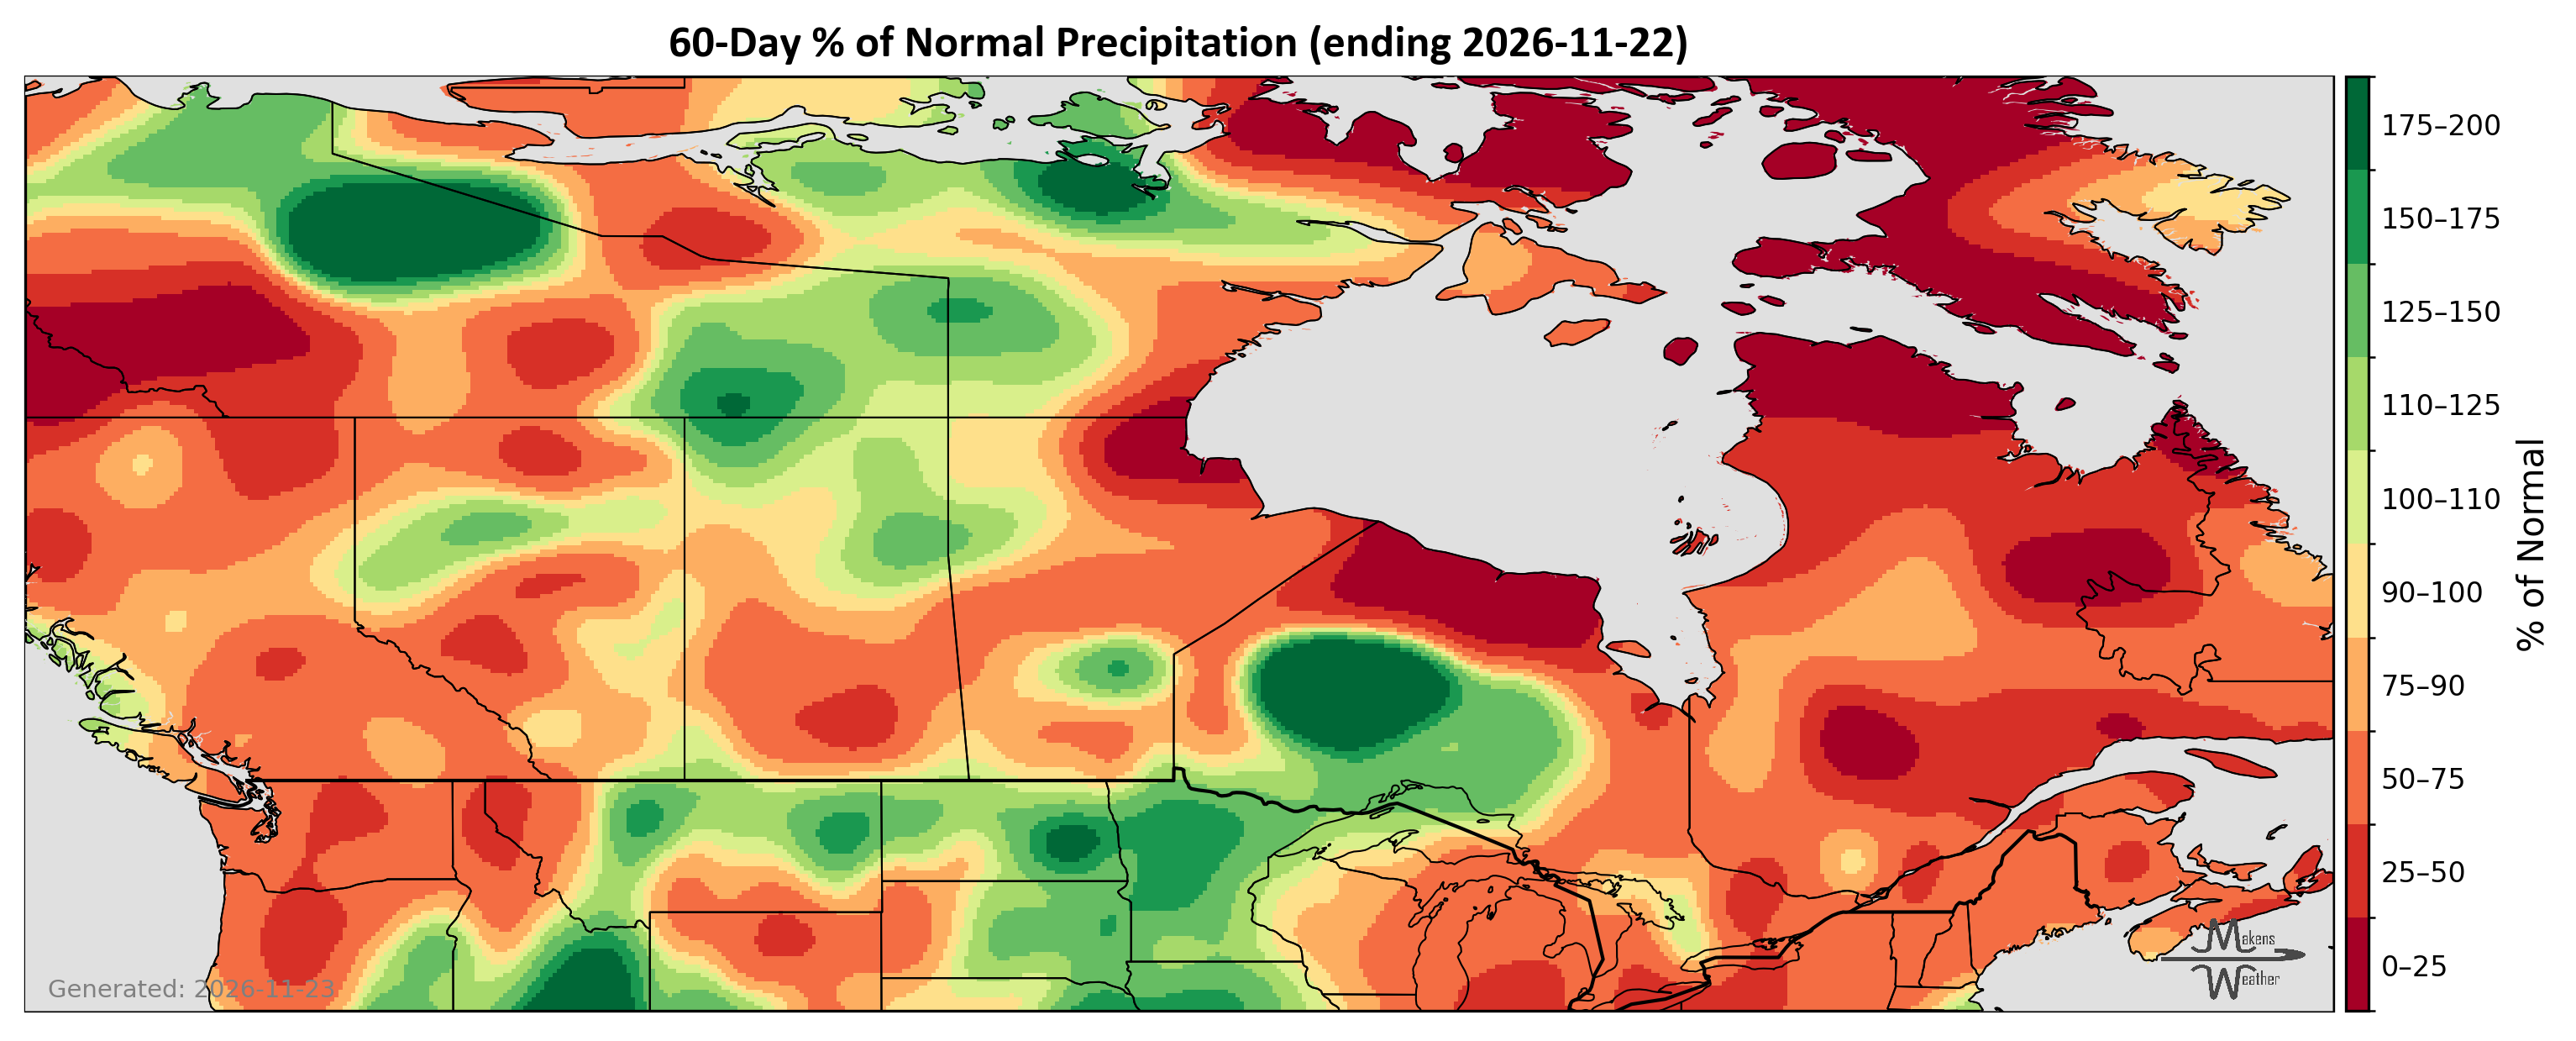 60-Day % of Normal Precipitation (ending 2026-11-22)
175–200
150–175
125–150
110–125
100–110
90–100
75–90
50–75
25–50
0–25
% of Normal
Generated: 2026-11-23
Makens
Weather